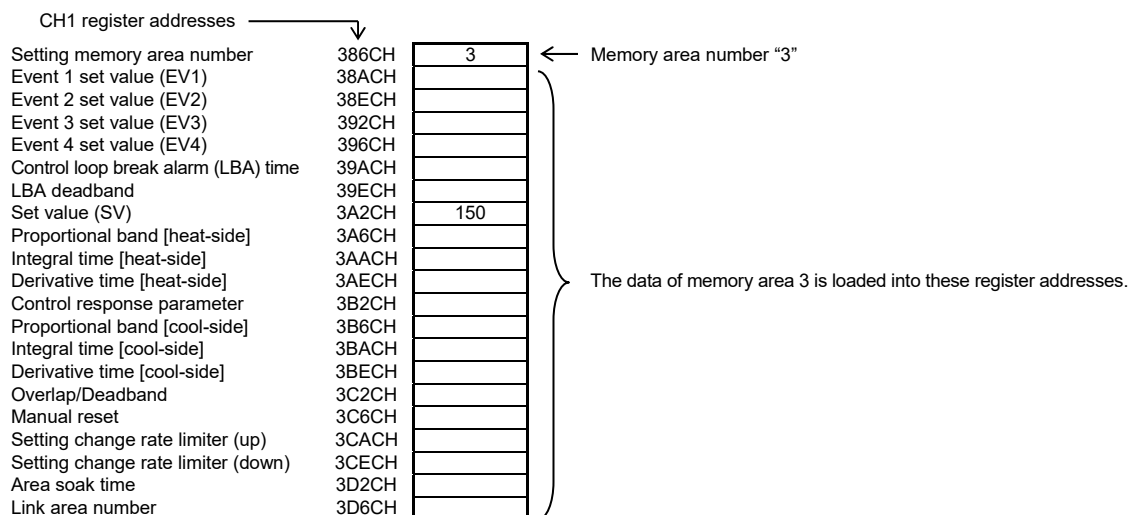 CH1 register addresses
Setting memory area number 386CH 3 Memory area number “3”
Event 1 set value (EV1) 38ACH
Event 2 set value (EV2) 38ECH
Event 3 set value (EV3) 392CH
Event 4 set value (EV4) 396CH
Control loop break alarm (LBA) time 39ACH
LBA deadband 39ECH
Set value (SV) 3A2CH 150
Proportional band [heat-side] 3A6CH
Integral time [heat-side] 3AACH
Derivative time [heat-side] 3AECH The data of memory area 3 is loaded into these register addresses.
Control response parameter 3B2CH
Proportional band [cool-side] 3B6CH
Integral time [cool-side] 3BACH
Derivative time [cool-side] 3BECH
Overlap/Deadband 3C2CH
Manual reset 3C6CH
Setting change rate limiter (up) 3CACH
Setting change rate limiter (down) 3CECH
Area soak time 3D2CH
Link area number 3D6CH